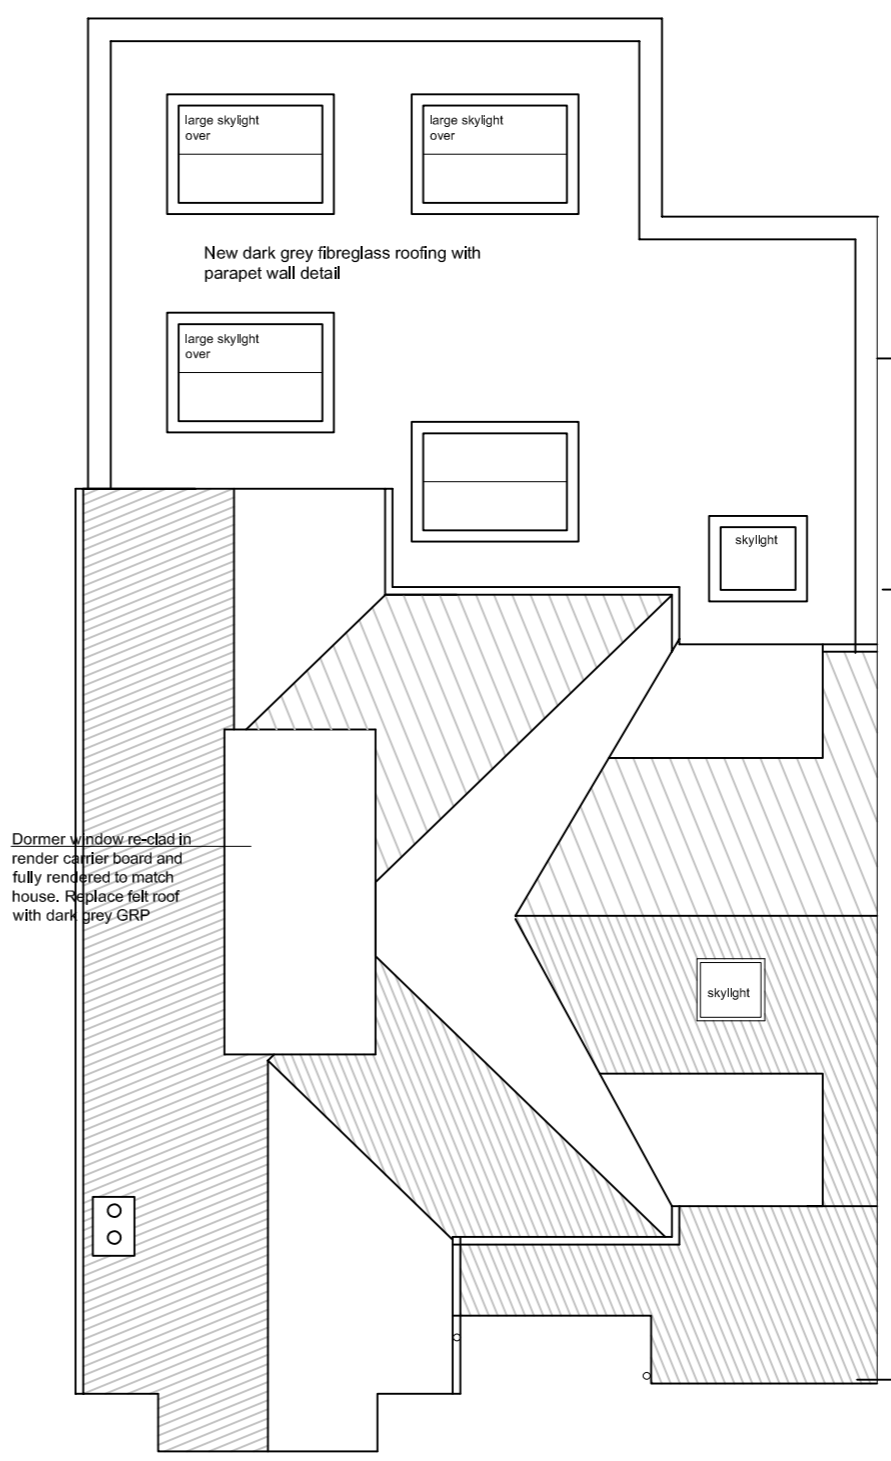 large skylight
over
large skylight
over
New dark grey fibreglass roofing with
parapet wall detail
large skylight
over
skylight
Dormer window re-clad in
render carrier board and
fully rendered to match
house. Replace felt roof
with dark grey GRP
skylight